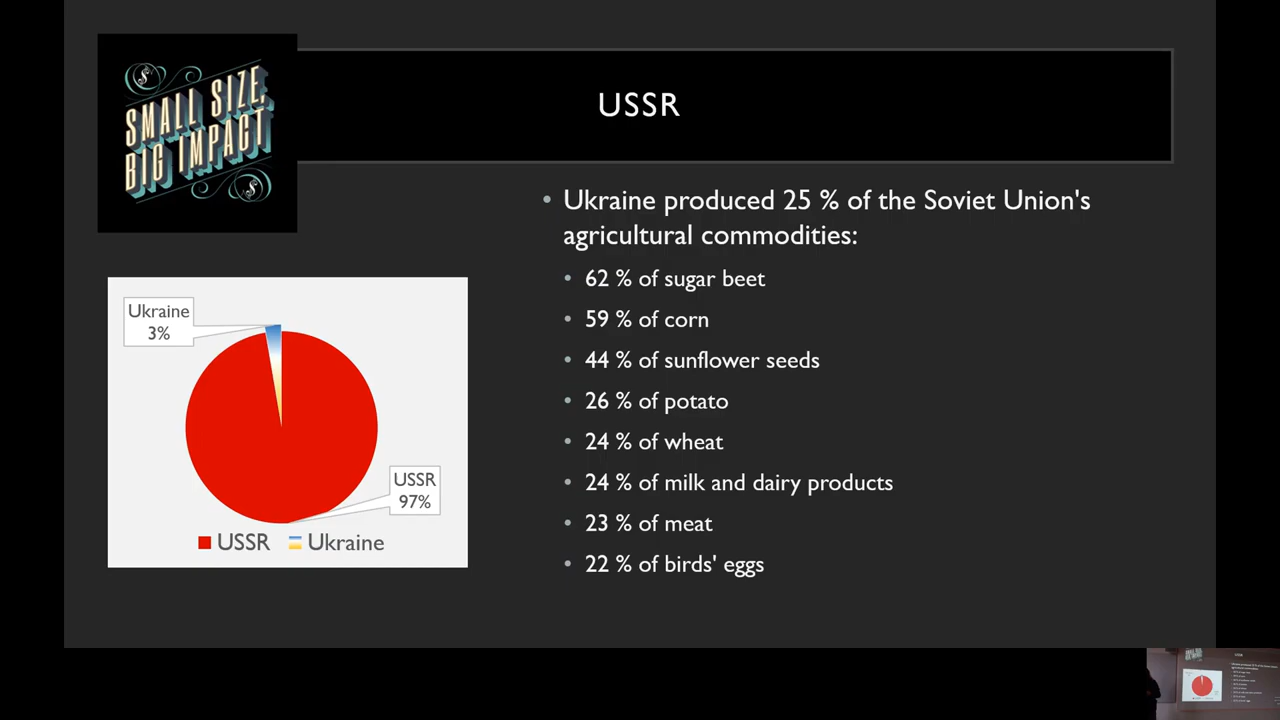 SMALL SIZE,
BIG IMPACT
USSR
Ukraine produced 25 % of the Soviet Union's
agricultural commodities:
62 % of sugar beet
59 % of corn
44 % of sunflower seeds
26 % of potato
24 % of wheat
24 % of milk and dairy products
23 % of meat
22 % of birds' eggs
Ukraine
3%
USSR
97%
USSR
Ukraine